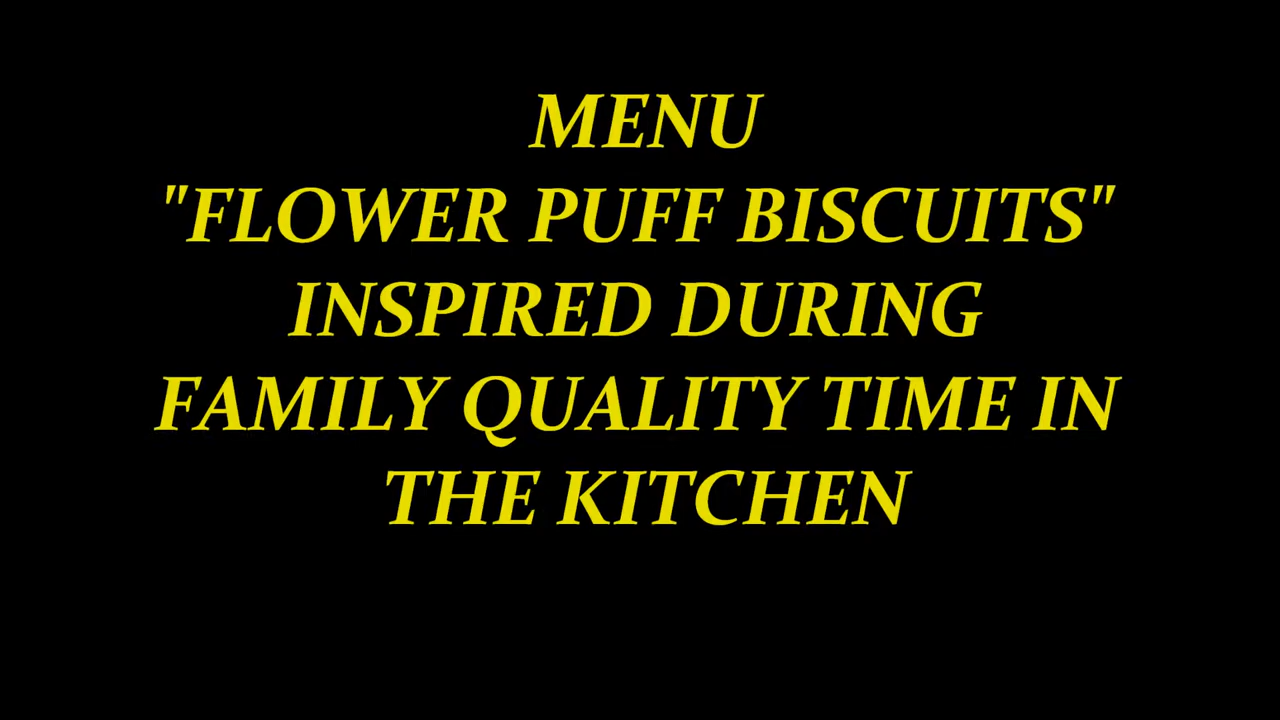 MENU
"FLOWER PUFF BISCUITS"
INSPIRED DURING
FAMILY QUALITY TIME IN
THE KITCHEN